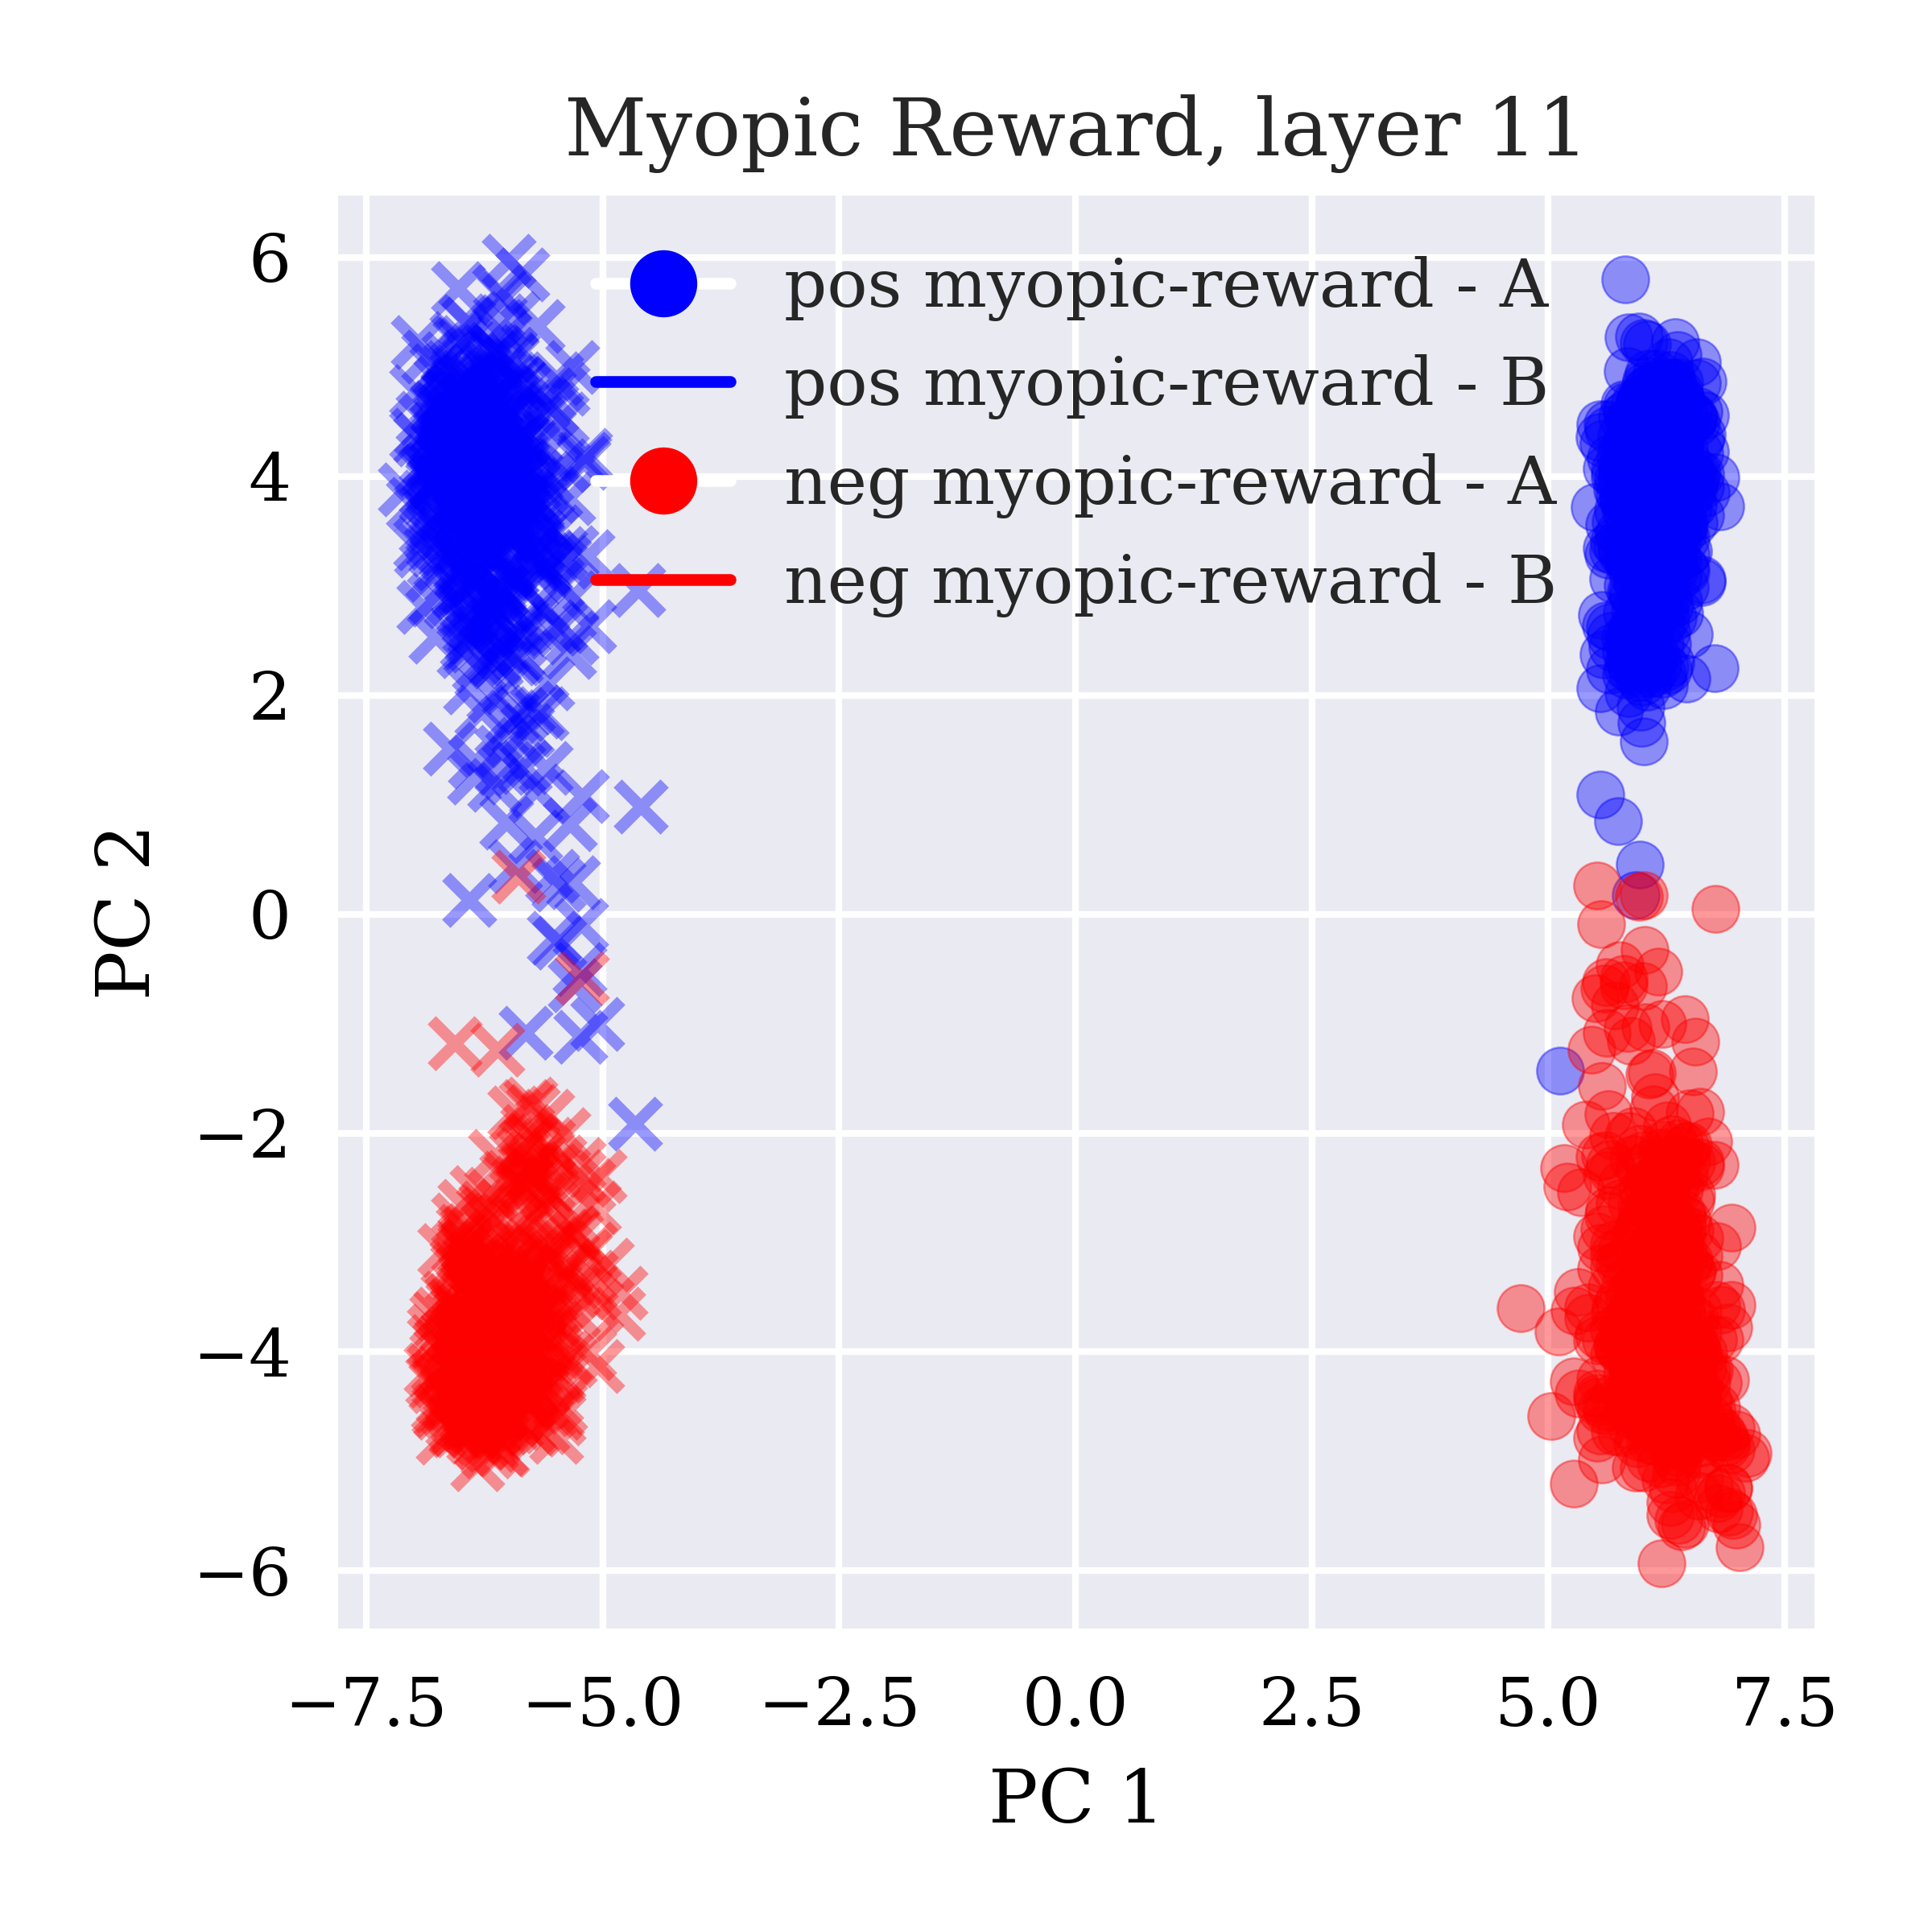 Myopic Reward, layer 11
pos myopic-reward - A
pos myopic-reward - B
neg myopic-reward - A
neg myopic-reward - B
PC 2
6
4
2
0
−2
−4
−6
−7.5 −5.0 −2.5 0.0 2.5 5.0 7.5
PC 1